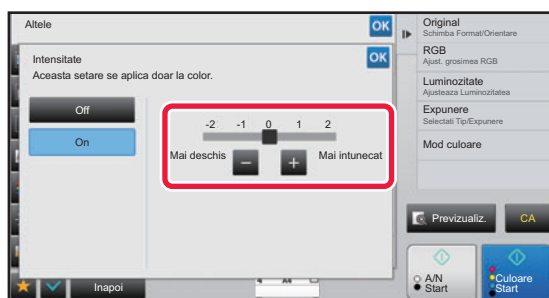 Altele
OK
Intensitate
OK
Aceasta setare se aplica doar la color.
Off
On
-2 -1 0 1 2
Mai deschis
−
+
Mai intunecat
Inapoi
A4
Original
Schimba Format/Orientare
RGB
Ajust. grosimea RGB
Luminozitate
Ajusteaza Luminozitatea
Expunere
Selectati Tip/Expunere
Mod culoare
Previzualiz.
CA
A/N
Start
Culoare
Start